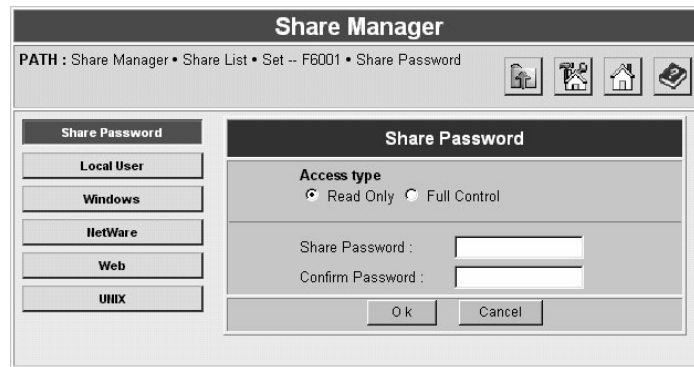 Share Manager
PATH : Share Manager • Share List • Set -- F6001 • Share Password
Share Password
Local User
Windows
NetWare
Web
UNIX
Share Password
Access type
Read Only Full Control
Share Password :
Confirm Password :
Ok Cancel